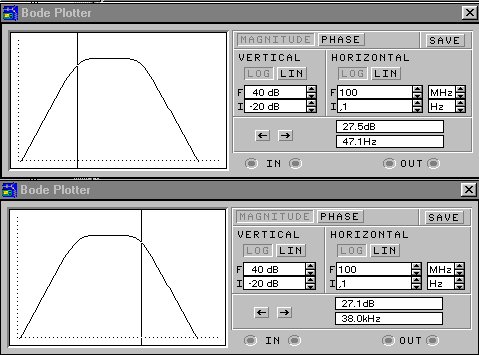 Bode Plotter
MAGNITUDE PHASE SAVE
VERTICAL HORIZONTAL
LOG LIN LOG LIN
F 40 dB F 100 MHz
I -20 dB I ,1 Hz
27.5dB
47.1Hz
IN OUT
Bode Plotter
MAGNITUDE PHASE SAVE
VERTICAL HORIZONTAL
LOG LIN LOG LIN
F 40 dB F 100 MHz
I -20 dB I ,1 Hz
27.1dB
38.0kHz
IN OUT